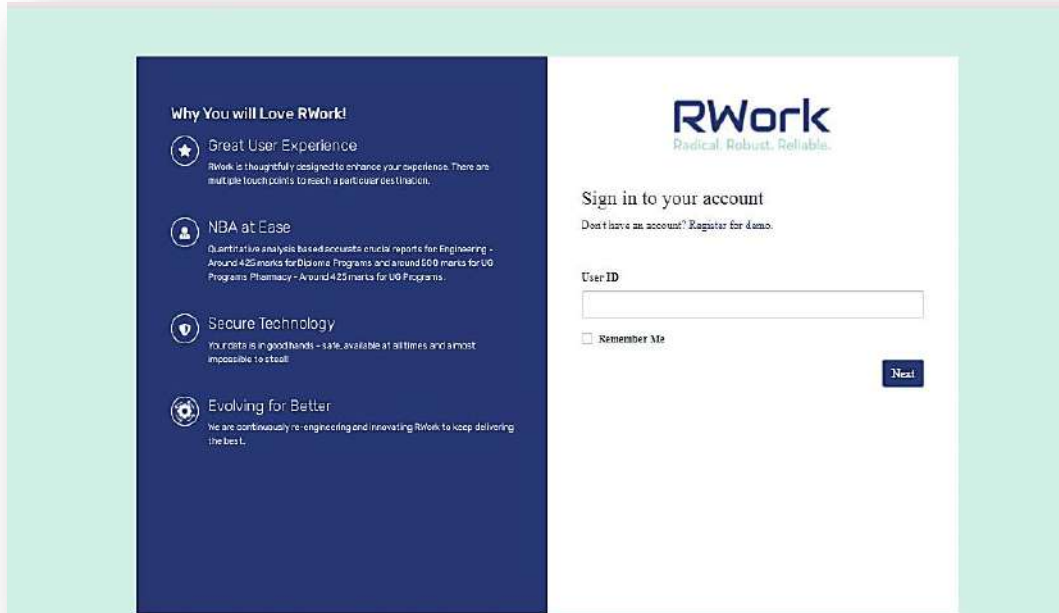 Why You will Love RWork!
Great User Experience
RWork is thoughtfully designed to enhance your experience. There are
multiple touch points to reach a particular destination.
NBA at Ease
Quantitative analysis based accurate crucial reports for Engineering -
Around 425 marks for Diploma Programs and around 500 marks for UG
Programs Pharmacy - Around 425 marks for UG Programs.
Secure Technology
Your data is in good hands - safe, available at all times and almost
impossible to steal!
Evolving for Better
We are continuously re-engineering and innovating RWork to keep delivering
the best.
RWork
Radical. Robust. Reliable.
Sign in to your account
Don't have an account? Register for demo.
User ID
Remember Me
Next